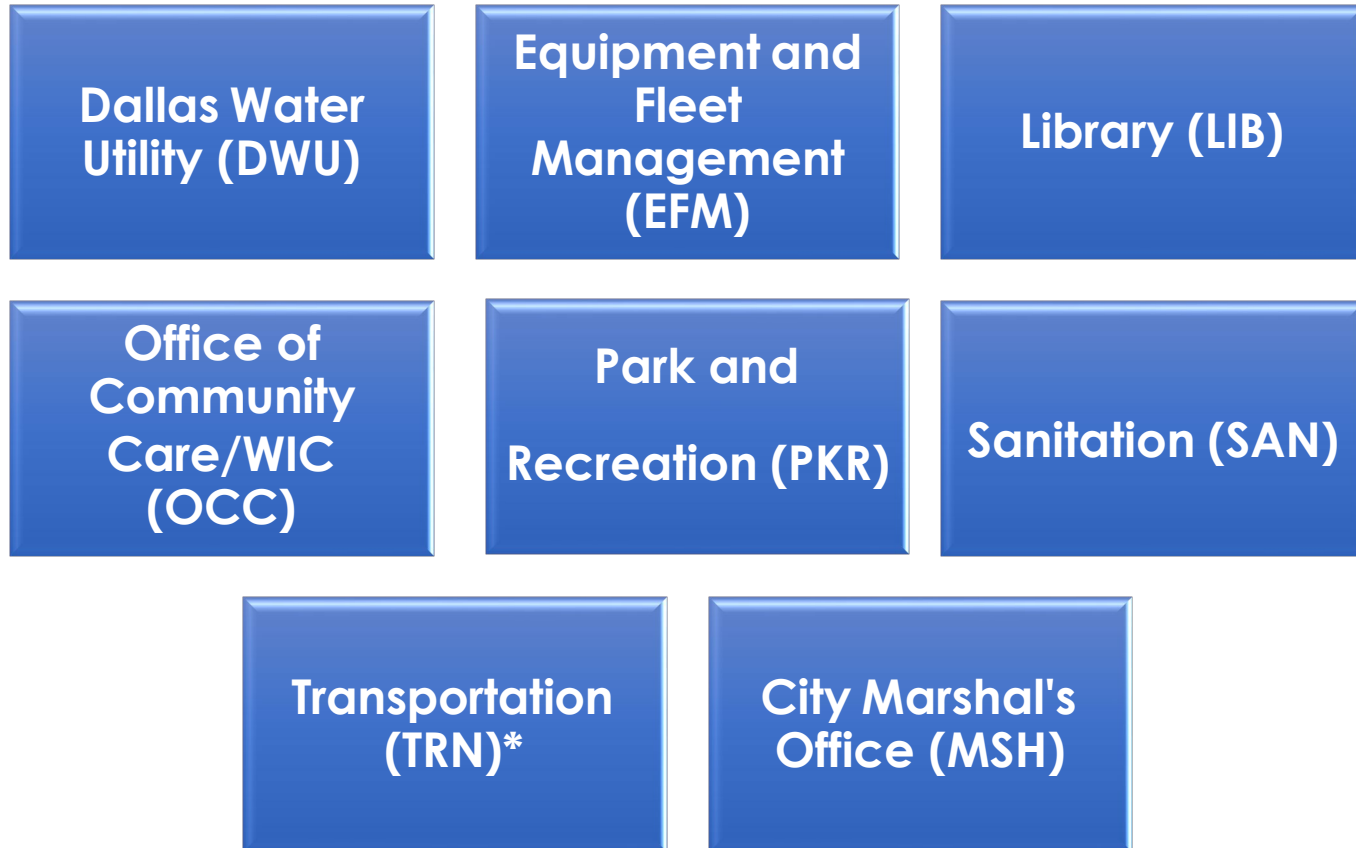 Dallas Water
Utility (DWU)
Equipment and
Fleet
Management
(EFM)
Library (LIB)
Office of
Community
Care/WIC
(OCC)
Park and
Recreation (PKR)
Sanitation (SAN)
Transportation
(TRN)*
City Marshal's
Office (MSH)